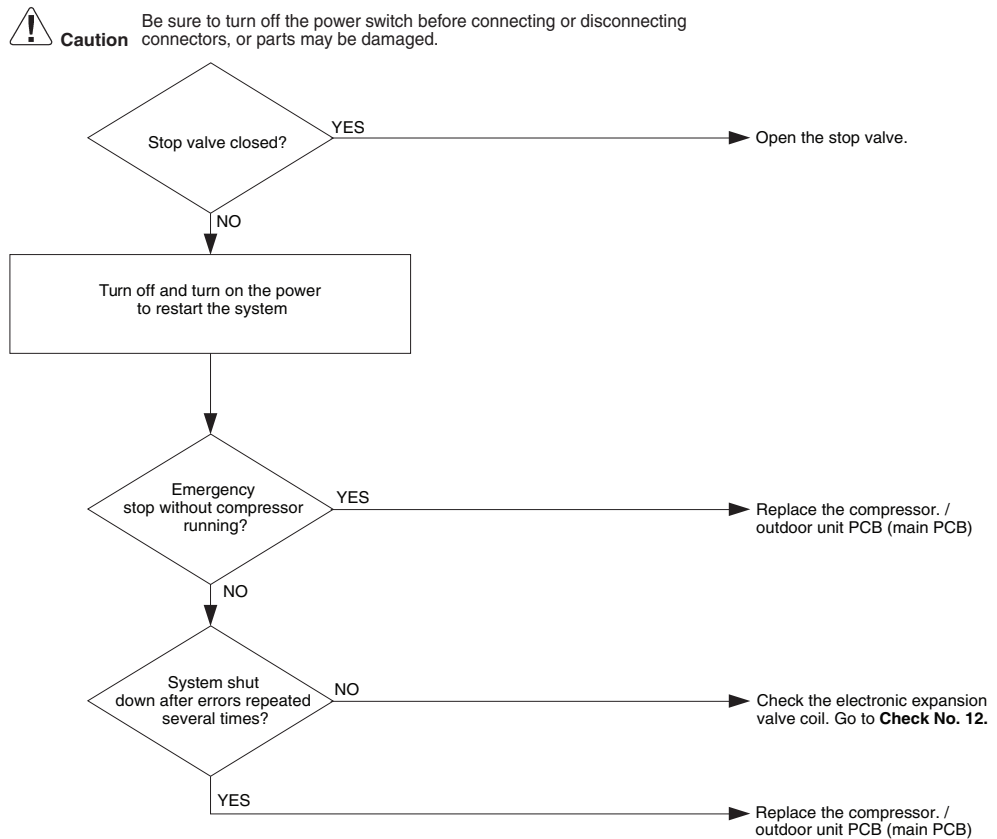 Be sure to turn off the power switch before connecting or disconnecting
Caution connectors, or parts may be damaged.
Stop valve closed?
YES
Open the stop valve.
NO
Turn off and turn on the power
to restart the system
Emergency
stop without compressor
running?
YES
Replace the compressor. /
outdoor unit PCB (main PCB)
NO
System shut
down after errors repeated
several times?
NO
Check the electronic expansion
valve coil. Go to Check No. 12.
YES
Replace the compressor. /
outdoor unit PCB (main PCB)